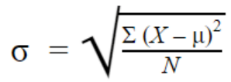 σ = √(Σ (X – μ)² / N)